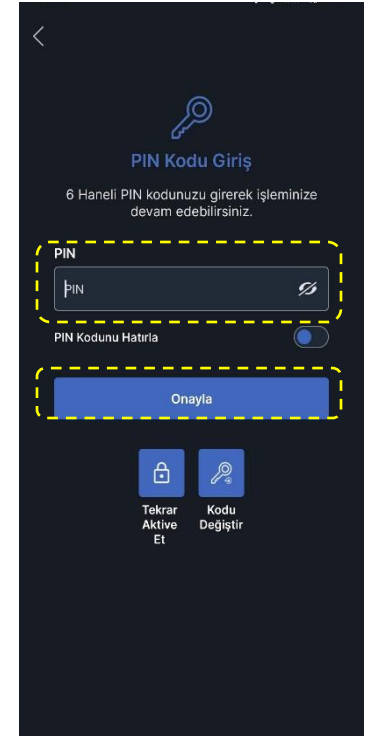 PIN Kodu Giriş
6 Haneli PIN kodunuzu girerek işleminize
devam edebilirsiniz.
PIN
PIN
PIN Kodunu Hatırla
Onayla
Tekrar
Aktive
Et
Kodu
Değiştir